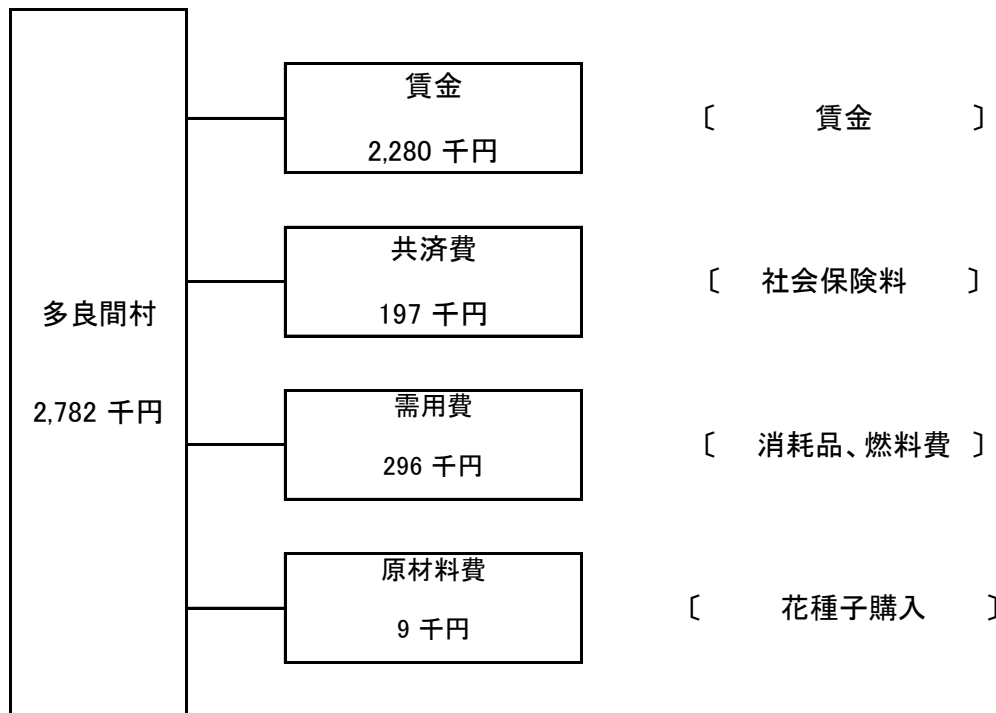 多良間村
2,782 千円
賃金
2,280 千円
〔 賃金 〕
共済費
197 千円
〔 社会保険料 〕
需用費
296 千円
〔 消耗品、燃料費 〕
原材料費
9 千円
〔 花種子購入 〕